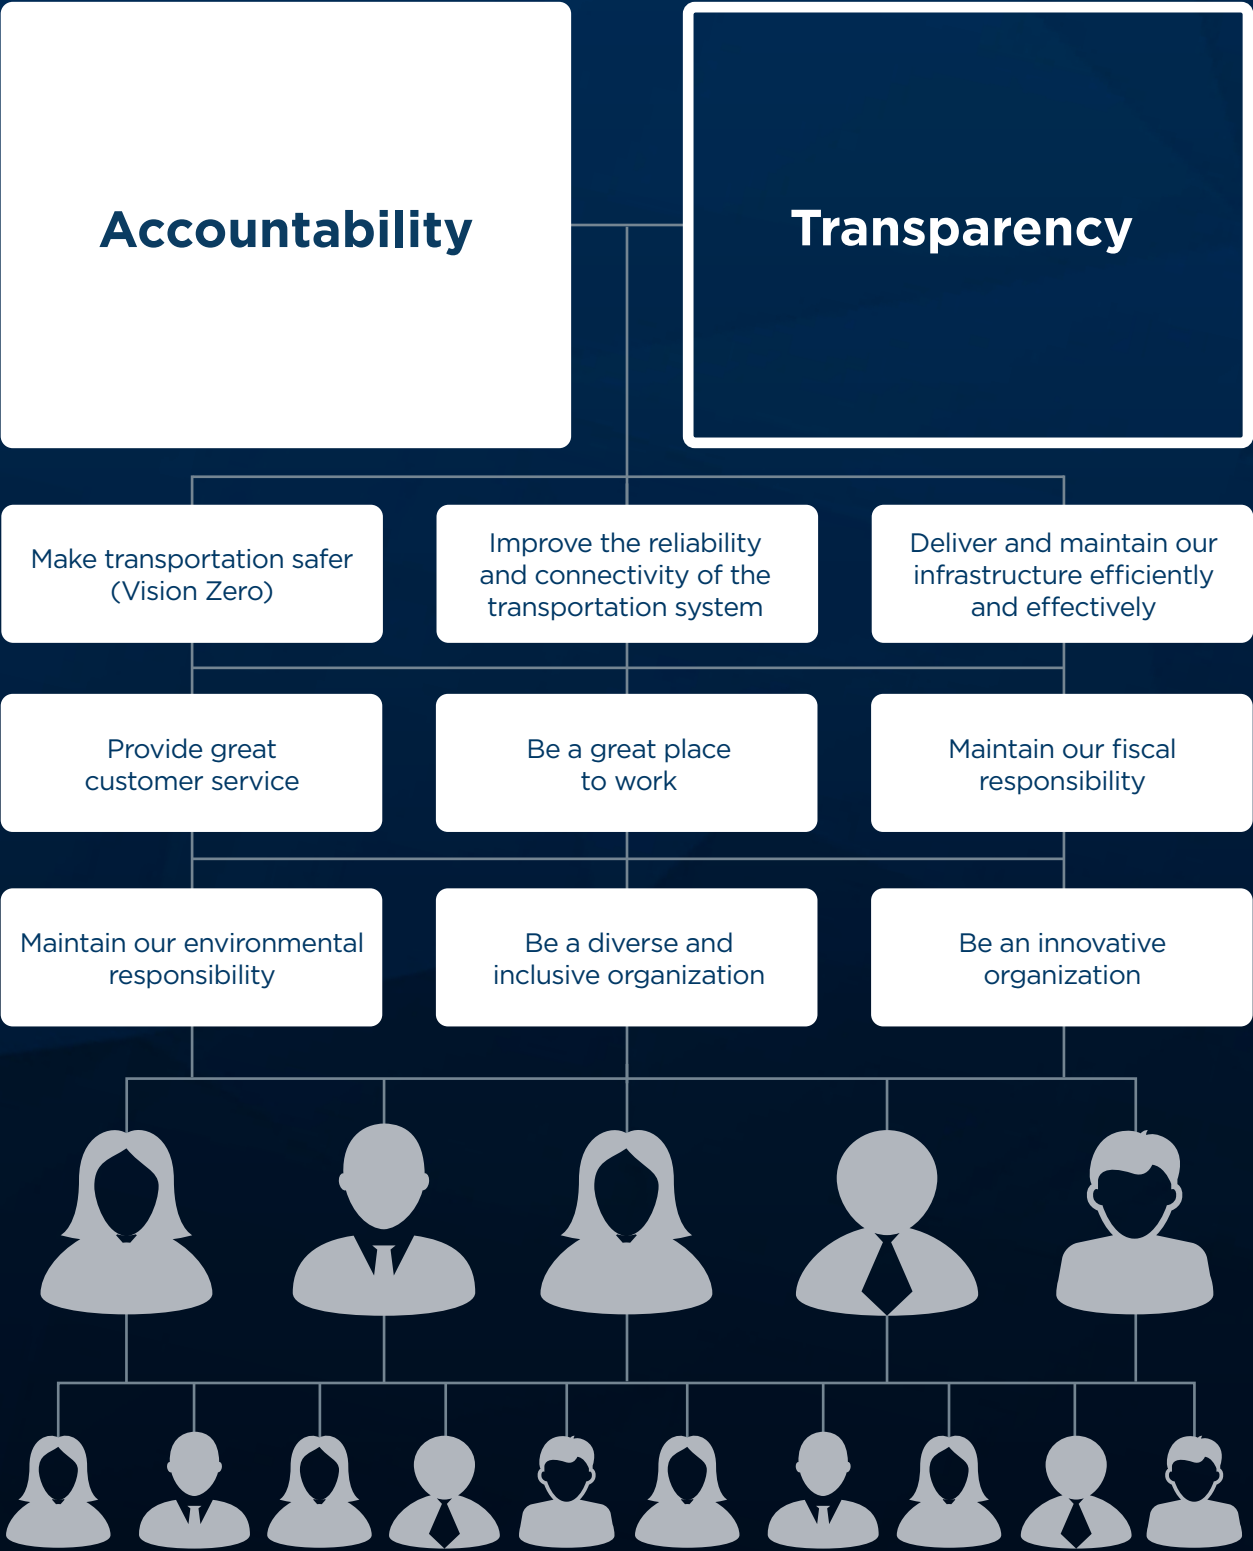 Accountability
Transparency
Make transportation safer
(Vision Zero)
Improve the reliability
and connectivity of the
transportation system
Deliver and maintain our
infrastructure efficiently
and effectively
Provide great
customer service
Be a great place
to work
Maintain our fiscal
responsibility
Maintain our environmental
responsibility
Be a diverse and
inclusive organization
Be an innovative
organization